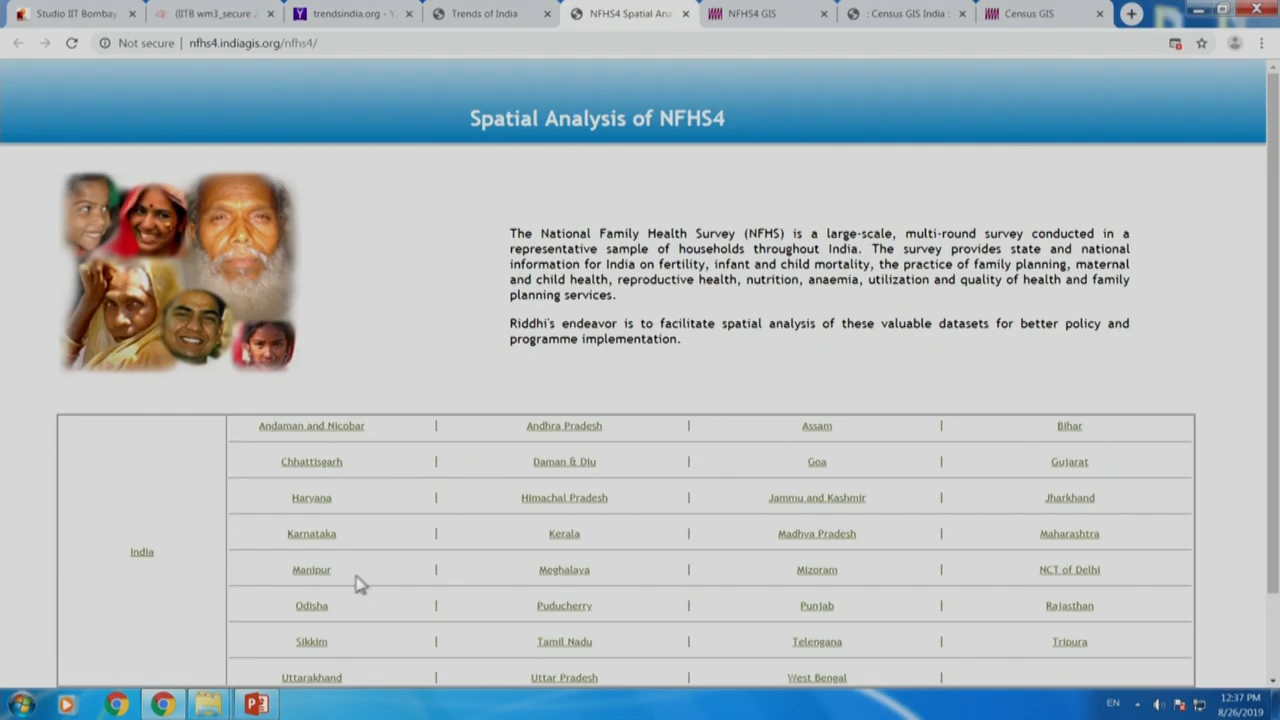 Studio IIT Bombay
(IITB wm3_secure 2
trendsindia.org - Y
Trends of India
NFHS4 Spatial Ana
NFHS4 GIS
: Census GIS India :
Census GIS
Not secure | nfhs4.indiagis.org/nfhs4/
Spatial Analysis of NFHS4
The National Family Health Survey (NFHS) is a large-scale, multi-round survey conducted in a
representative sample of households throughout India. The survey provides state and national
information for India on fertility, infant and child mortality, the practice of family planning, maternal
and child health, reproductive health, nutrition, anaemia, utilization and quality of health and family
planning services.
Riddhi's endeavor is to facilitate spatial analysis of these valuable datasets for better policy and
programme implementation.
India
Andaman and Nicobar | Andhra Pradesh | Assam | Bihar
Chhattisgarh | Daman & Diu | Goa | Gujarat
Haryana | Himachal Pradesh | Jammu and Kashmir | Jharkhand
Karnataka | Kerala | Madhya Pradesh | Maharashtra
Manipur | Meghalaya | Mizoram | NCT of Delhi
Odisha | Puducherry | Punjab | Rajasthan
Sikkim | Tamil Nadu | Telengana | Tripura
Uttarakhand | Uttar Pradesh | West Bengal |
EN
12:37 PM
8/26/2019